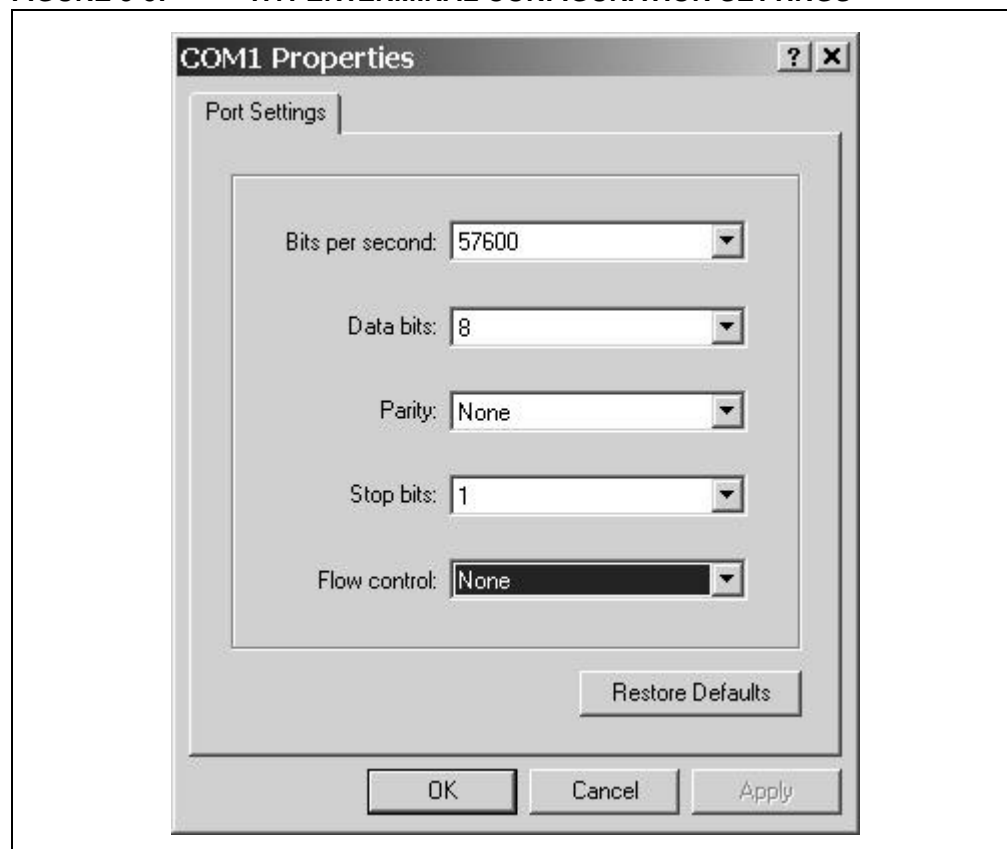 COM1 Properties
Port Settings
Bits per second: 57600
Data bits: 8
Parity: None
Stop bits: 1
Flow control: None
Restore Defaults
OK Cancel Apply